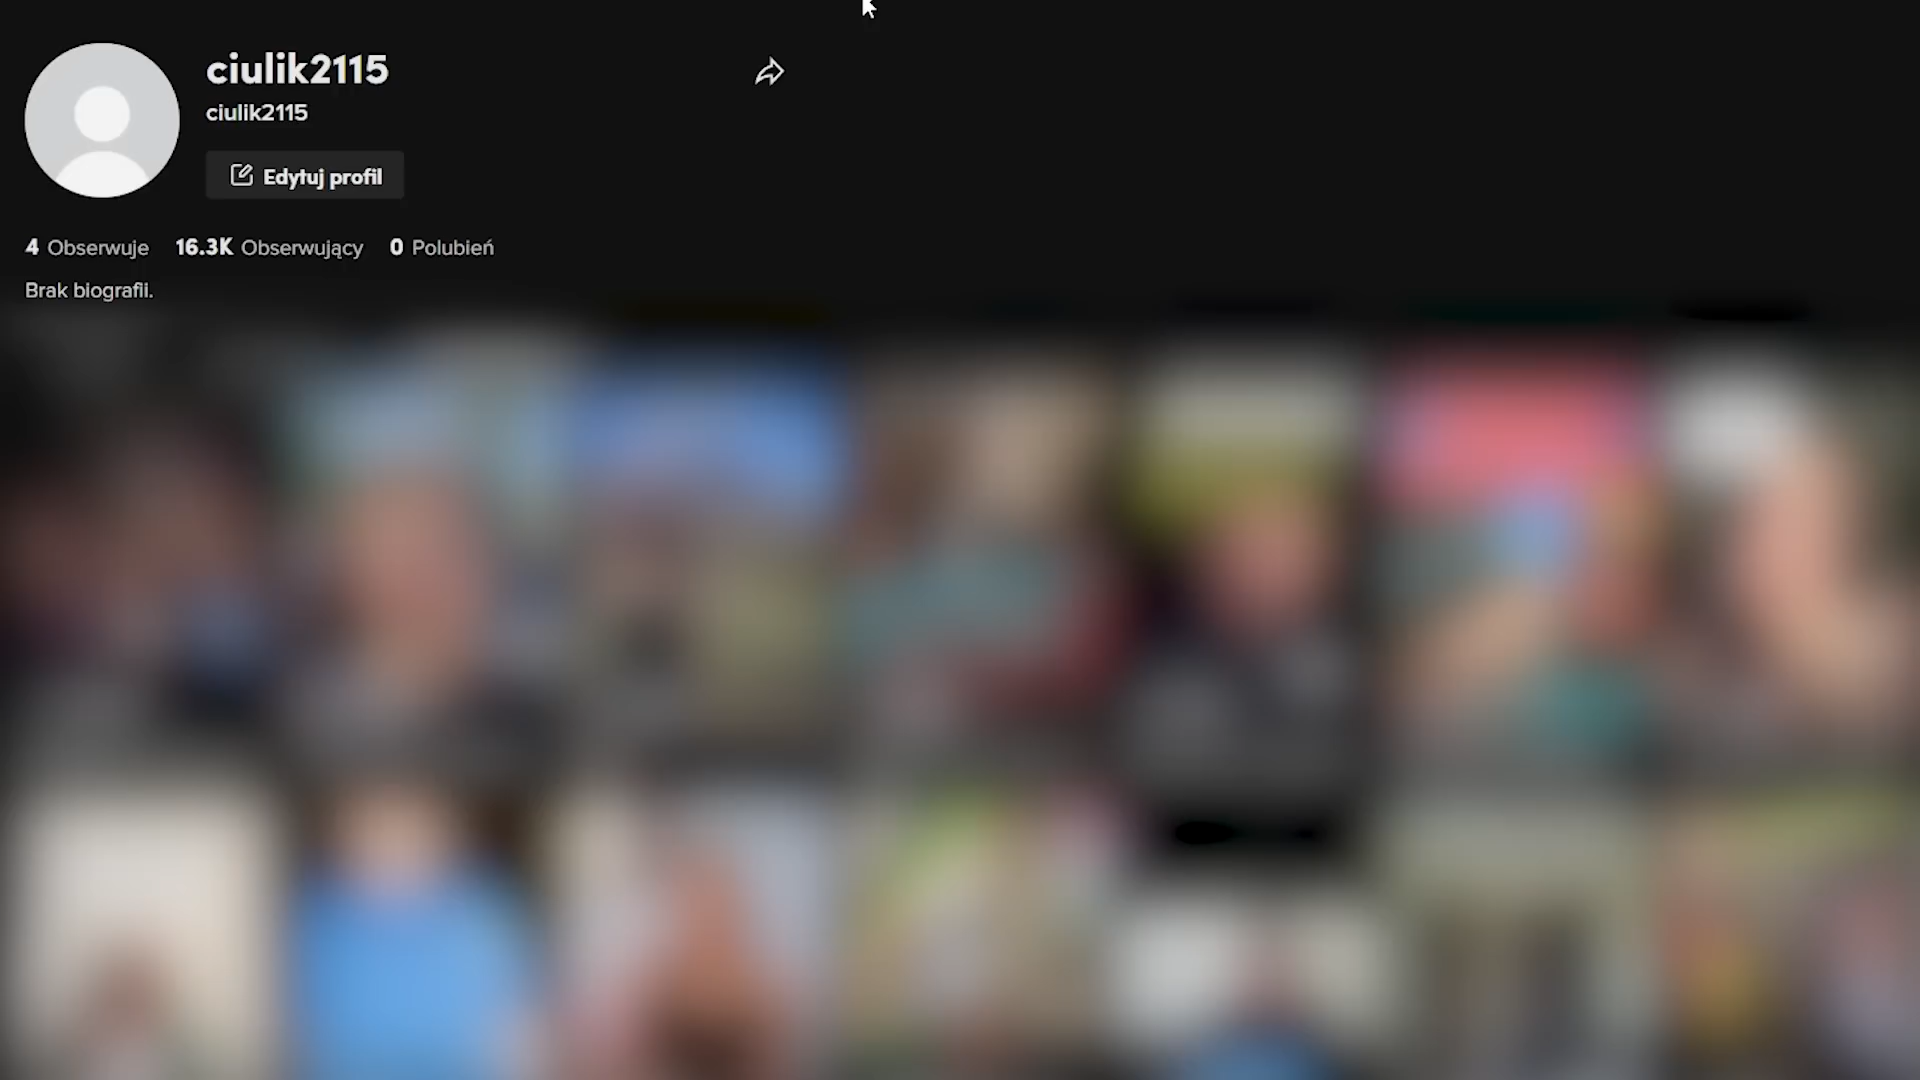 ciulik2115
ciulik2115
Edytuj profil
4 Obserwuje 16.3K Obserwujący 0 Polubień
Brak biografii.